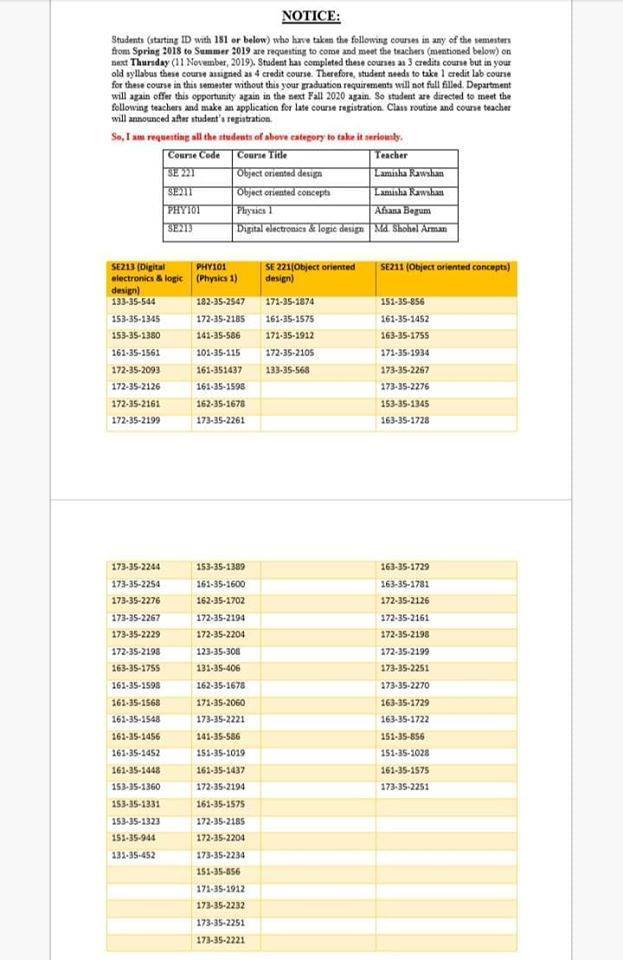 NOTICE:
Students (starting ID with 181 or below) who have taken the following courses in any of the semesters
from Spring 2018 to Summer 2019 are requesting to come and meet the teachers (mentioned below) on
next Thursday (11 November, 2019). Student has completed these courses as 3 credits course but in your
old syllabus these course assigned as 4 credit course. Therefore, student needs to take 1 credit lab course
for these course in this semester without this your graduation requirements will not full filled. Department
will again offer this opportunity again in the next Fall 2020 again. So student are directed to meet the
following teachers and make an application for late course registration. Class routine and course teacher
will announced after student's registration.
So, I am requesting all the students of above category to take it seriously.
Course Code Course Title Teacher
SE 221 Object oriented design Lamisha Rawshan
SE211 Object oriented concepts Lamisha Rawshan
PHY101 Physics 1 Afsana Begum
SE213 Digital electronics & logic design Md. Shohel Arman
SE213 (Digital PHY101 SE 221(Object oriented SE211 (Object oriented concepts)
electronics & logic (Physics 1) design)
design)
133-35-544 182-35-2547 171-35-1874 151-35-856
153-35-1345 172-35-2185 161-35-1575 161-35-1452
153-35-1380 141-35-586 171-35-1912 163-35-1755
161-35-1561 101-35-115 172-35-2105 171-35-1934
172-35-2093 161-351437 133-35-568 173-35-2267
172-35-2126 161-35-1598 173-35-2276
172-35-2161 162-35-1678 153-35-1345
172-35-2199 173-35-2261 163-35-1728
173-35-2244 153-35-1389 163-35-1729
173-35-2254 161-35-1600 163-35-1781
173-35-2276 162-35-1702 172-35-2126
173-35-2267 172-35-2194 172-35-2161
173-35-2229 172-35-2204 172-35-2198
172-35-2198 123-35-308 172-35-2199
163-35-1755 131-35-406 173-35-2251
161-35-1598 162-35-1678 173-35-2270
161-35-1568 171-35-2060 163-35-1729
161-35-1548 173-35-2221 163-35-1722
161-35-1456 141-35-586 151-35-856
161-35-1452 151-35-1019 151-35-1028
161-35-1448 161-35-1437 161-35-1575
153-35-1360 172-35-2194 173-35-2251
153-35-1331 161-35-1575
153-35-1323 172-35-2185
151-35-944 172-35-2204
131-35-452 173-35-2234
151-35-856
171-35-1912
173-35-2232
173-35-2251
173-35-2221